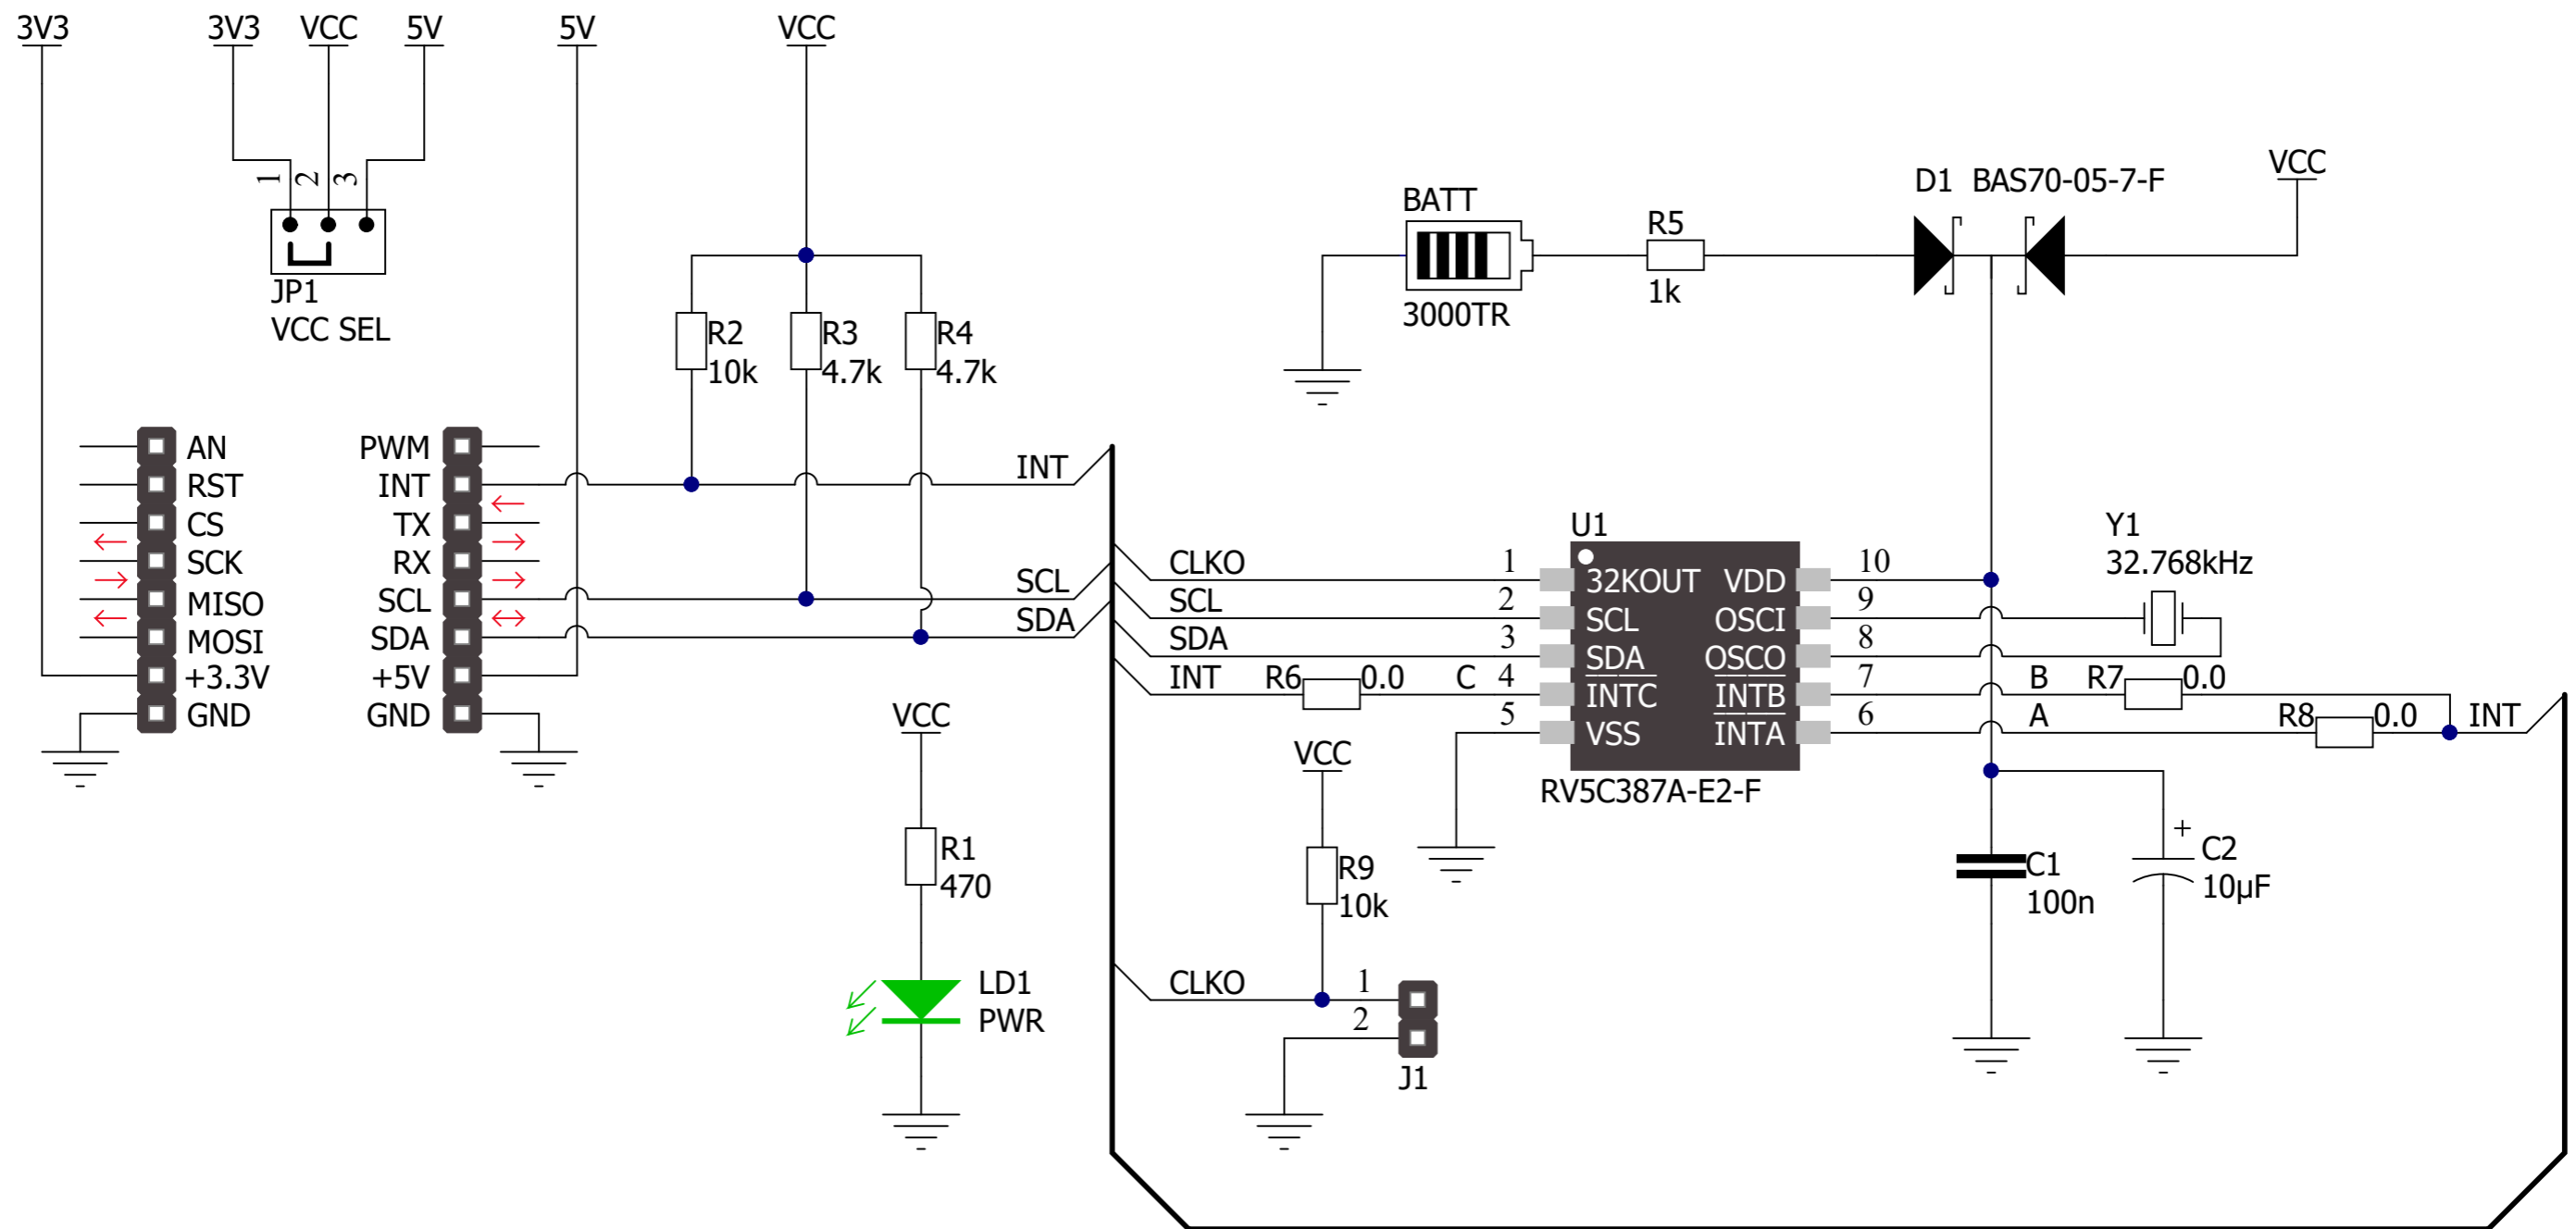 3V3
3V3 VCC 5V
5V
VCC
1 2 3
JP1
VCC SEL
R2
10k
R3
4.7k
R4
4.7k
AN
RST
CS
SCK
MISO
MOSI
+3.3V
GND
PWM
INT
TX
RX
SCL
SDA
+5V
GND
INT
SCL
SDA
VCC
R1
470
LD1
PWR
BATT
3000TR
R5
1k
D1 BAS70-05-7-F
VCC
U1
CLKO 1 32KOUT VDD 10
SCL 2 SCL OSCI 9
SDA 3 SDA OSCO 8
INT R6 0.0 C 4 INTC INTB 7 B R7 0.0
5 VSS INTA 6 A R8 0.0 INT
RV5C387A-E2-F
Y1
32.768kHz
VCC
R9
10k
CLKO 1
2
J1
C1
100n
+
C2
10µF